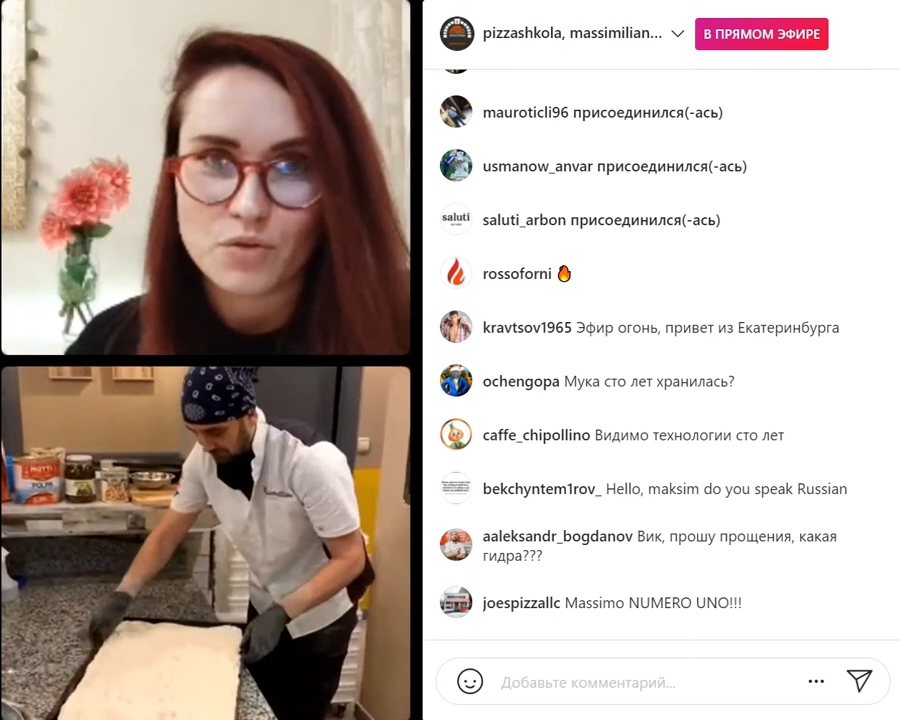 pizzashkola, massimilian...
В ПРЯМОМ ЭФИРЕ
mauroticli96 присоединился(-ась)
usmanow_anvar присоединился(-ась)
saluti
saluti_arbon присоединился(-ась)
rossoforni 🔥
kravtsov1965 Эфир огонь, привет из Екатеринбурга
ochengopa Мука сто лет хранилась?
caffe_chipollino Видимо технологии сто лет
bekchyntem1rov_ Hello, maksim do you speak Russian
aaleksandr_bogdanov Вик, прошу прощения, какая
гидра???
joespizzallc Massimo NUMERO UNO!!!
Добавьте комментарий...
MUTTI
POLPA